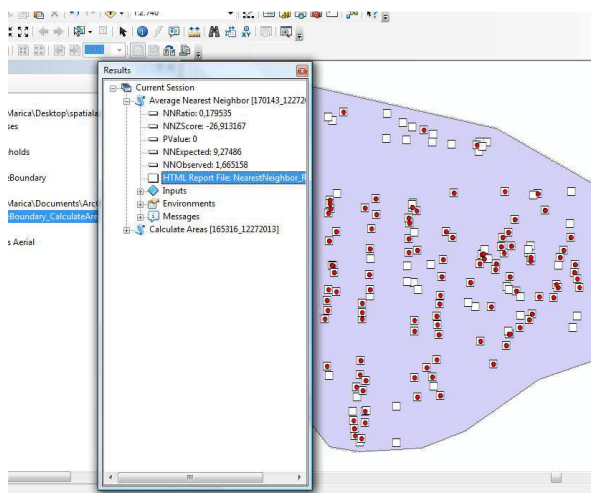 1:2.740
Results
Marica\Desktop\spatiala
ses
holds
eBoundary
Marica\Documents\Arc
eBoundary_CalculateAre
s Aerial
Current Session
Average Nearest Neighbor [170143_12272
NNRatio: 0,179535
NNZScore: -26,913167
PValue: 0
NNExpected: 9,27486
NNObserved: 1,665158
HTML Report File: NearestNeighbor_R
Inputs
Environments
Messages
Calculate Areas [165316_12272013]